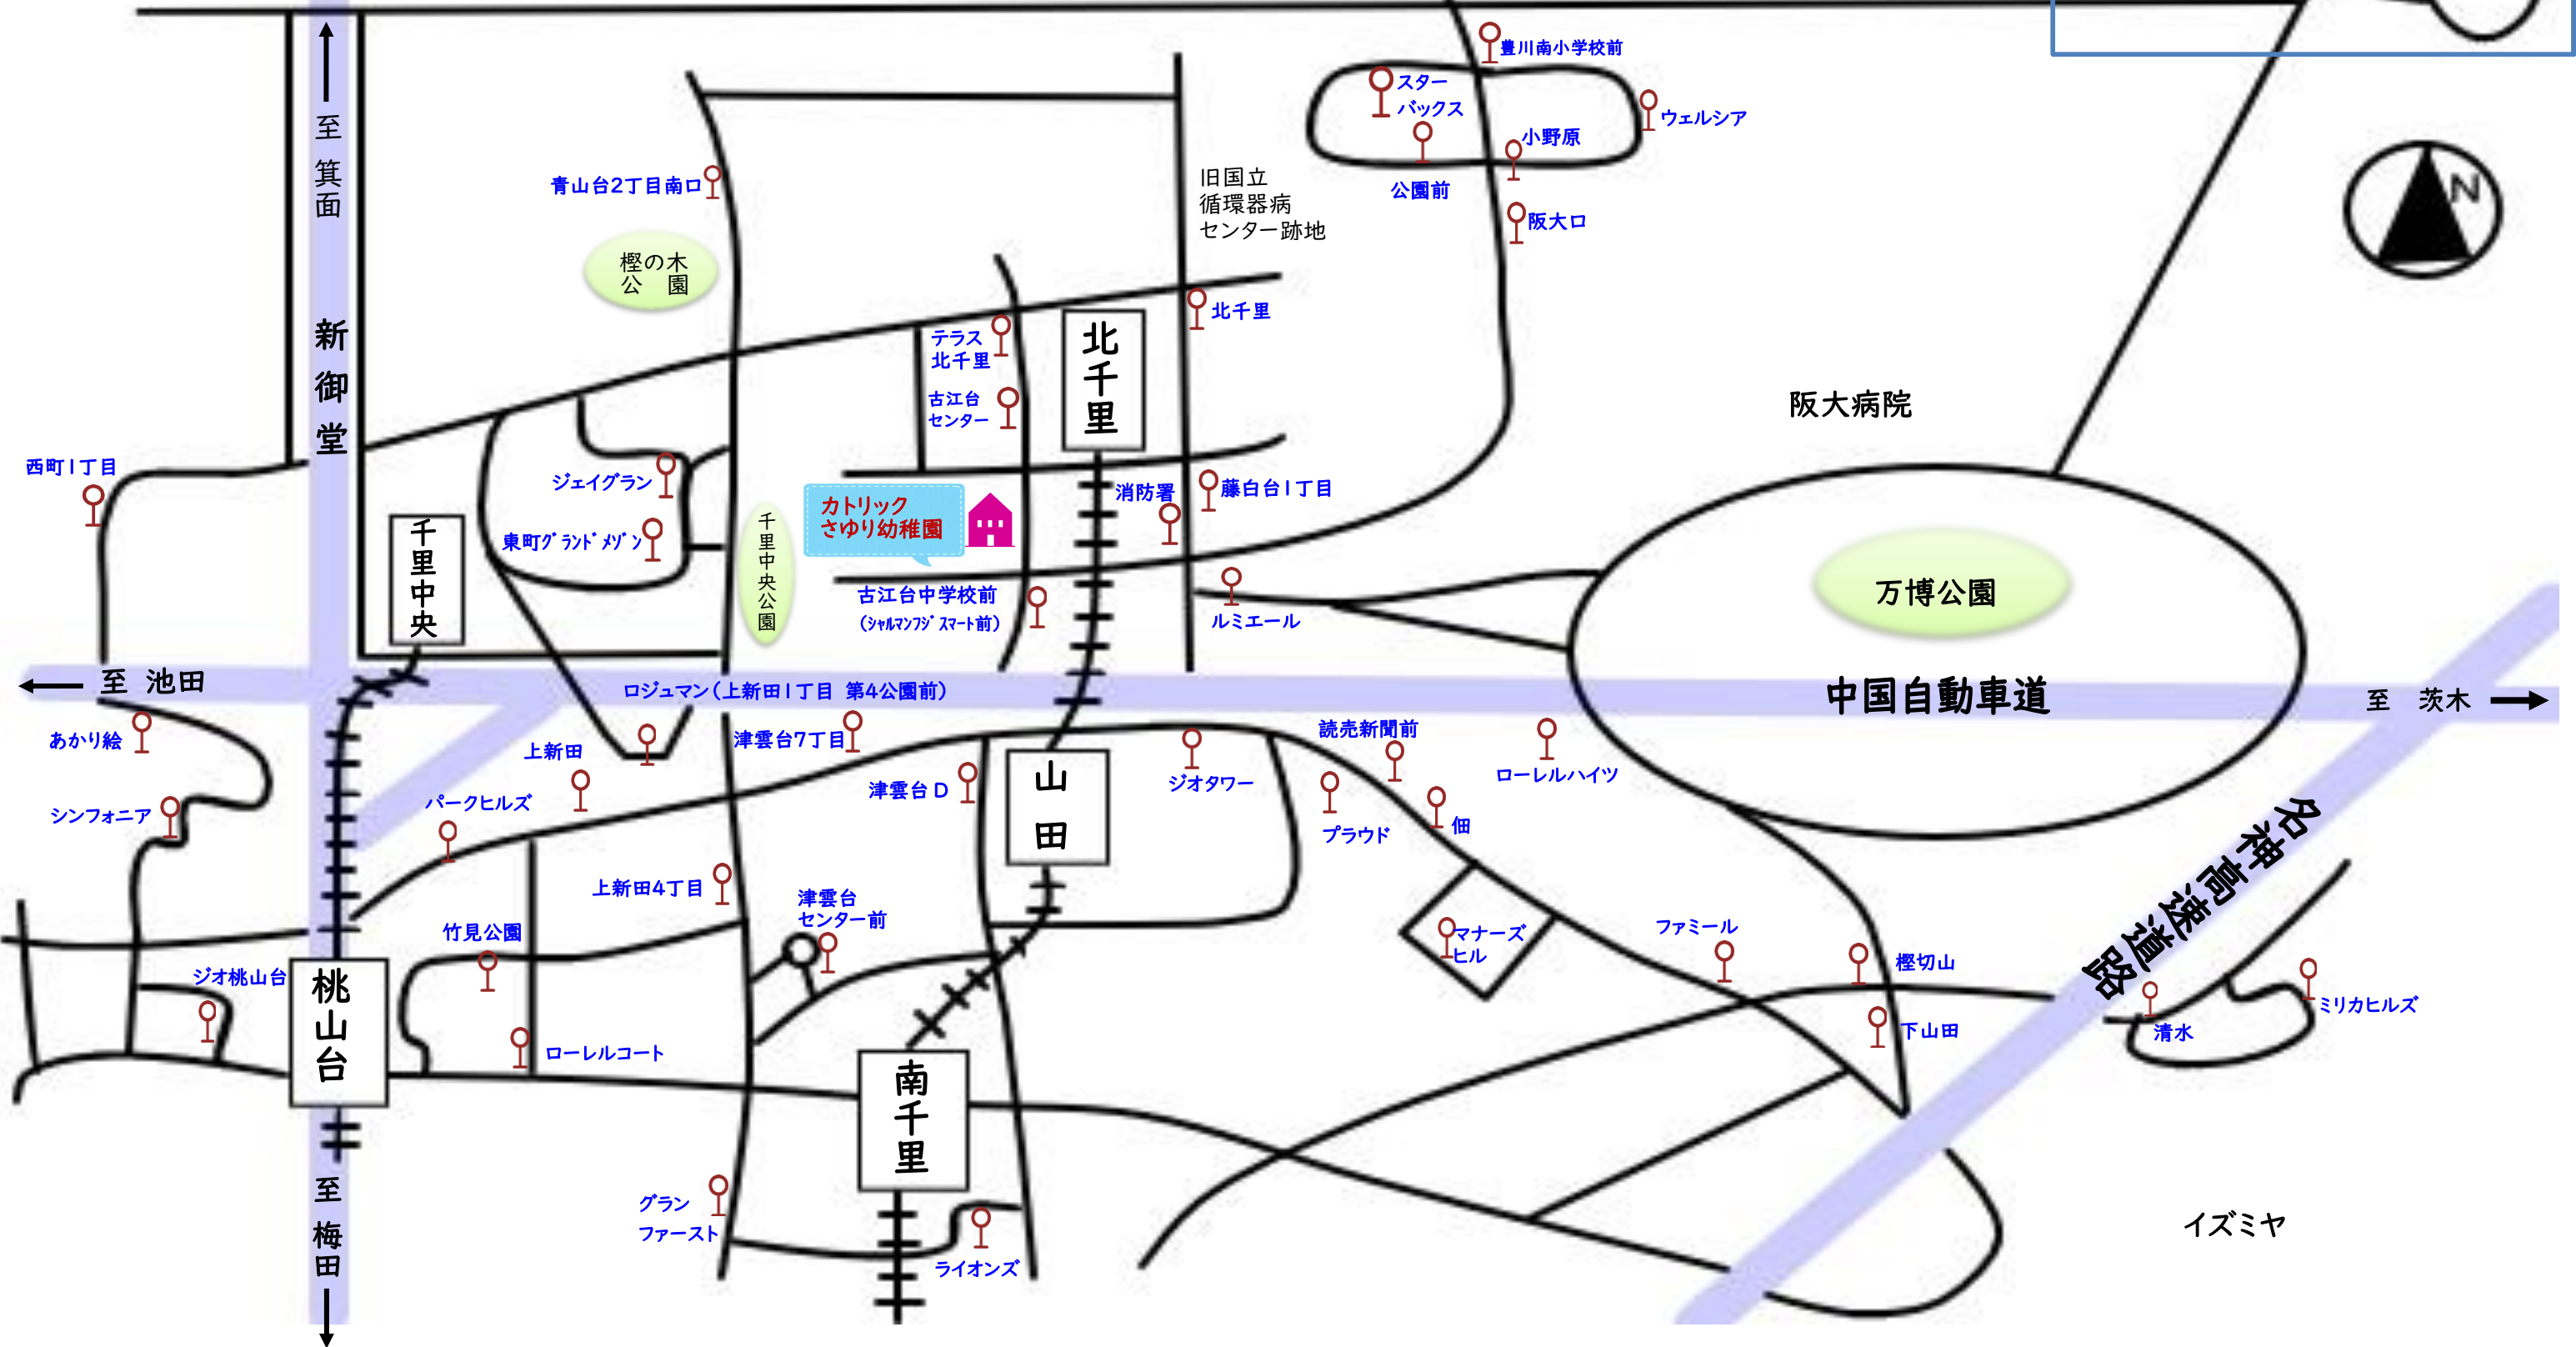 豊川南小学校前
スター
バックス
ウェルシア
小野原
公園前
阪大口
至 箕面
新御堂
青山台2丁目南口
樫の木
公 園
旧国立
循環器病
センター跡地
N
北千里
テラス
北千里
北千里
古江台
センター
阪大病院
西町1丁目
ジェイグラン
東町グランドメゾン
千里中央
千里中央公園
カトリック
さゆり幼稚園
消防署
藤白台1丁目
古江台中学校前
(シャルマンフジスマート前)
ルミエール
万博公園
至 池田
ロジュマン(上新田1丁目 第4公園前)
中国自動車道
至 茨木
あかり絵
上新田
津雲台7丁目
読売新聞前
ローレルハイツ
ジオタワー
津雲台D
山田
シンフォニア
パークヒルズ
プラウド
佃
名神高速道路
上新田4丁目
津雲台
センター前
竹見公園
マナーズ
ヒル
ファミール
樫切山
ジオ桃山台
桃山台
ローレルコート
下山田
清水
ミリカヒルズ
南千里
至 梅田
グラン
ファースト
ライオンズ
イズミヤ